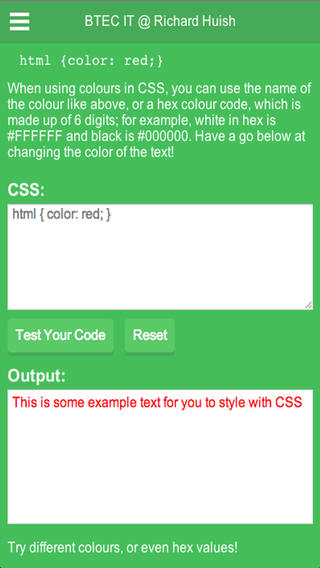 BTEC IT @ Richard Huish
html {color: red;}
When using colours in CSS, you can use the name of
the colour like above, or a hex colour code, which is
made up of 6 digits; for example, white in hex is
#FFFFFF and black is #000000. Have a go below at
changing the color of the text!
CSS:
html { color: red; }
Test Your Code Reset
Output:
This is some example text for you to style with CSS
Try different colours, or even hex values!